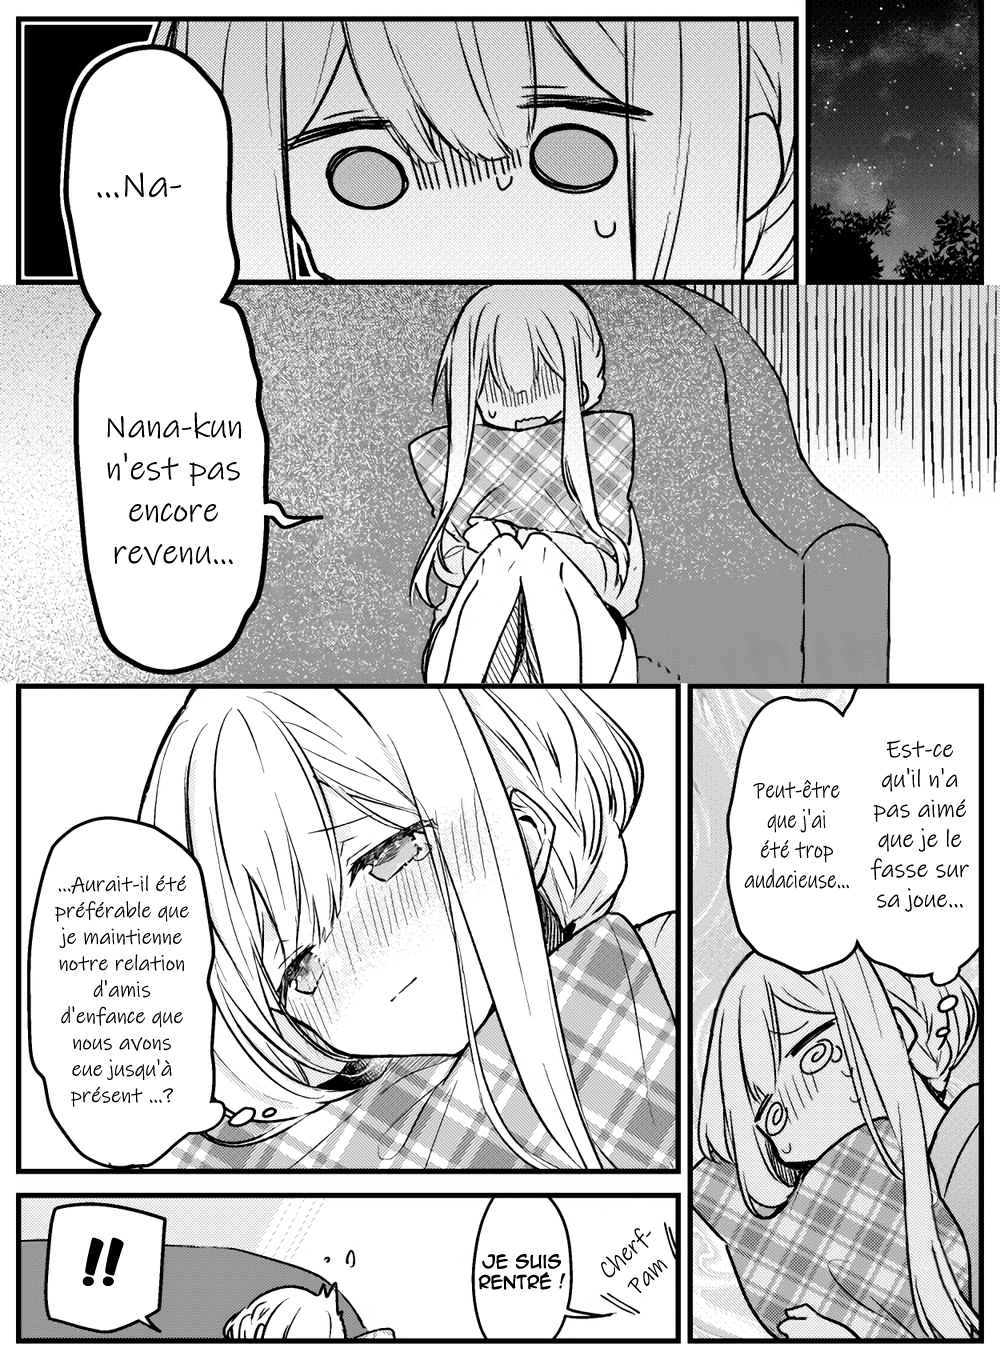 ...Na-
Nana-kun
n'est pas
encore
revenu...
Est-ce
qu'il n'a
pas aimé
que je le
fasse sur
sa joue...
Peut-être
que j'ai
été trop
audacieuse...
...Aurait-il été
préférable que
je maintienne
notre relation
d'amis
d'enfance que
nous avons
eue jusqu'à
présent ...?
Cherf-
Pam
JE SUIS
RENTRÉ !
!!